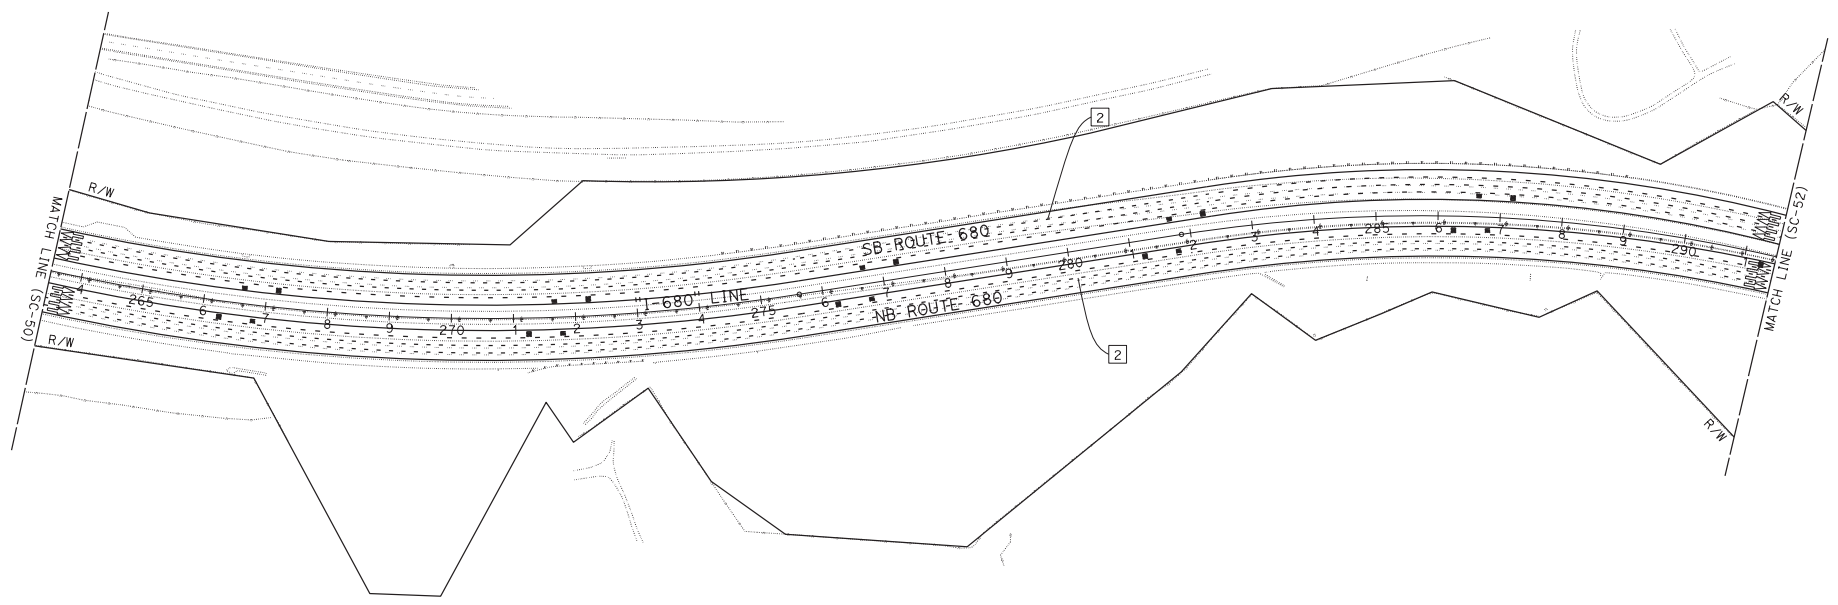 2
R/W
R/W
MATCH LINE (SC-50)
MATCH LINE (SC-52)
SB ROUTE 680
"I-680" LINE
NB ROUTE 680
4 265 6 7 8 9 270 1 2 3 4 275 6 7 8 9 280 1 2 3 4 285 6 7 8 9 290 1
R/W
2
R/W